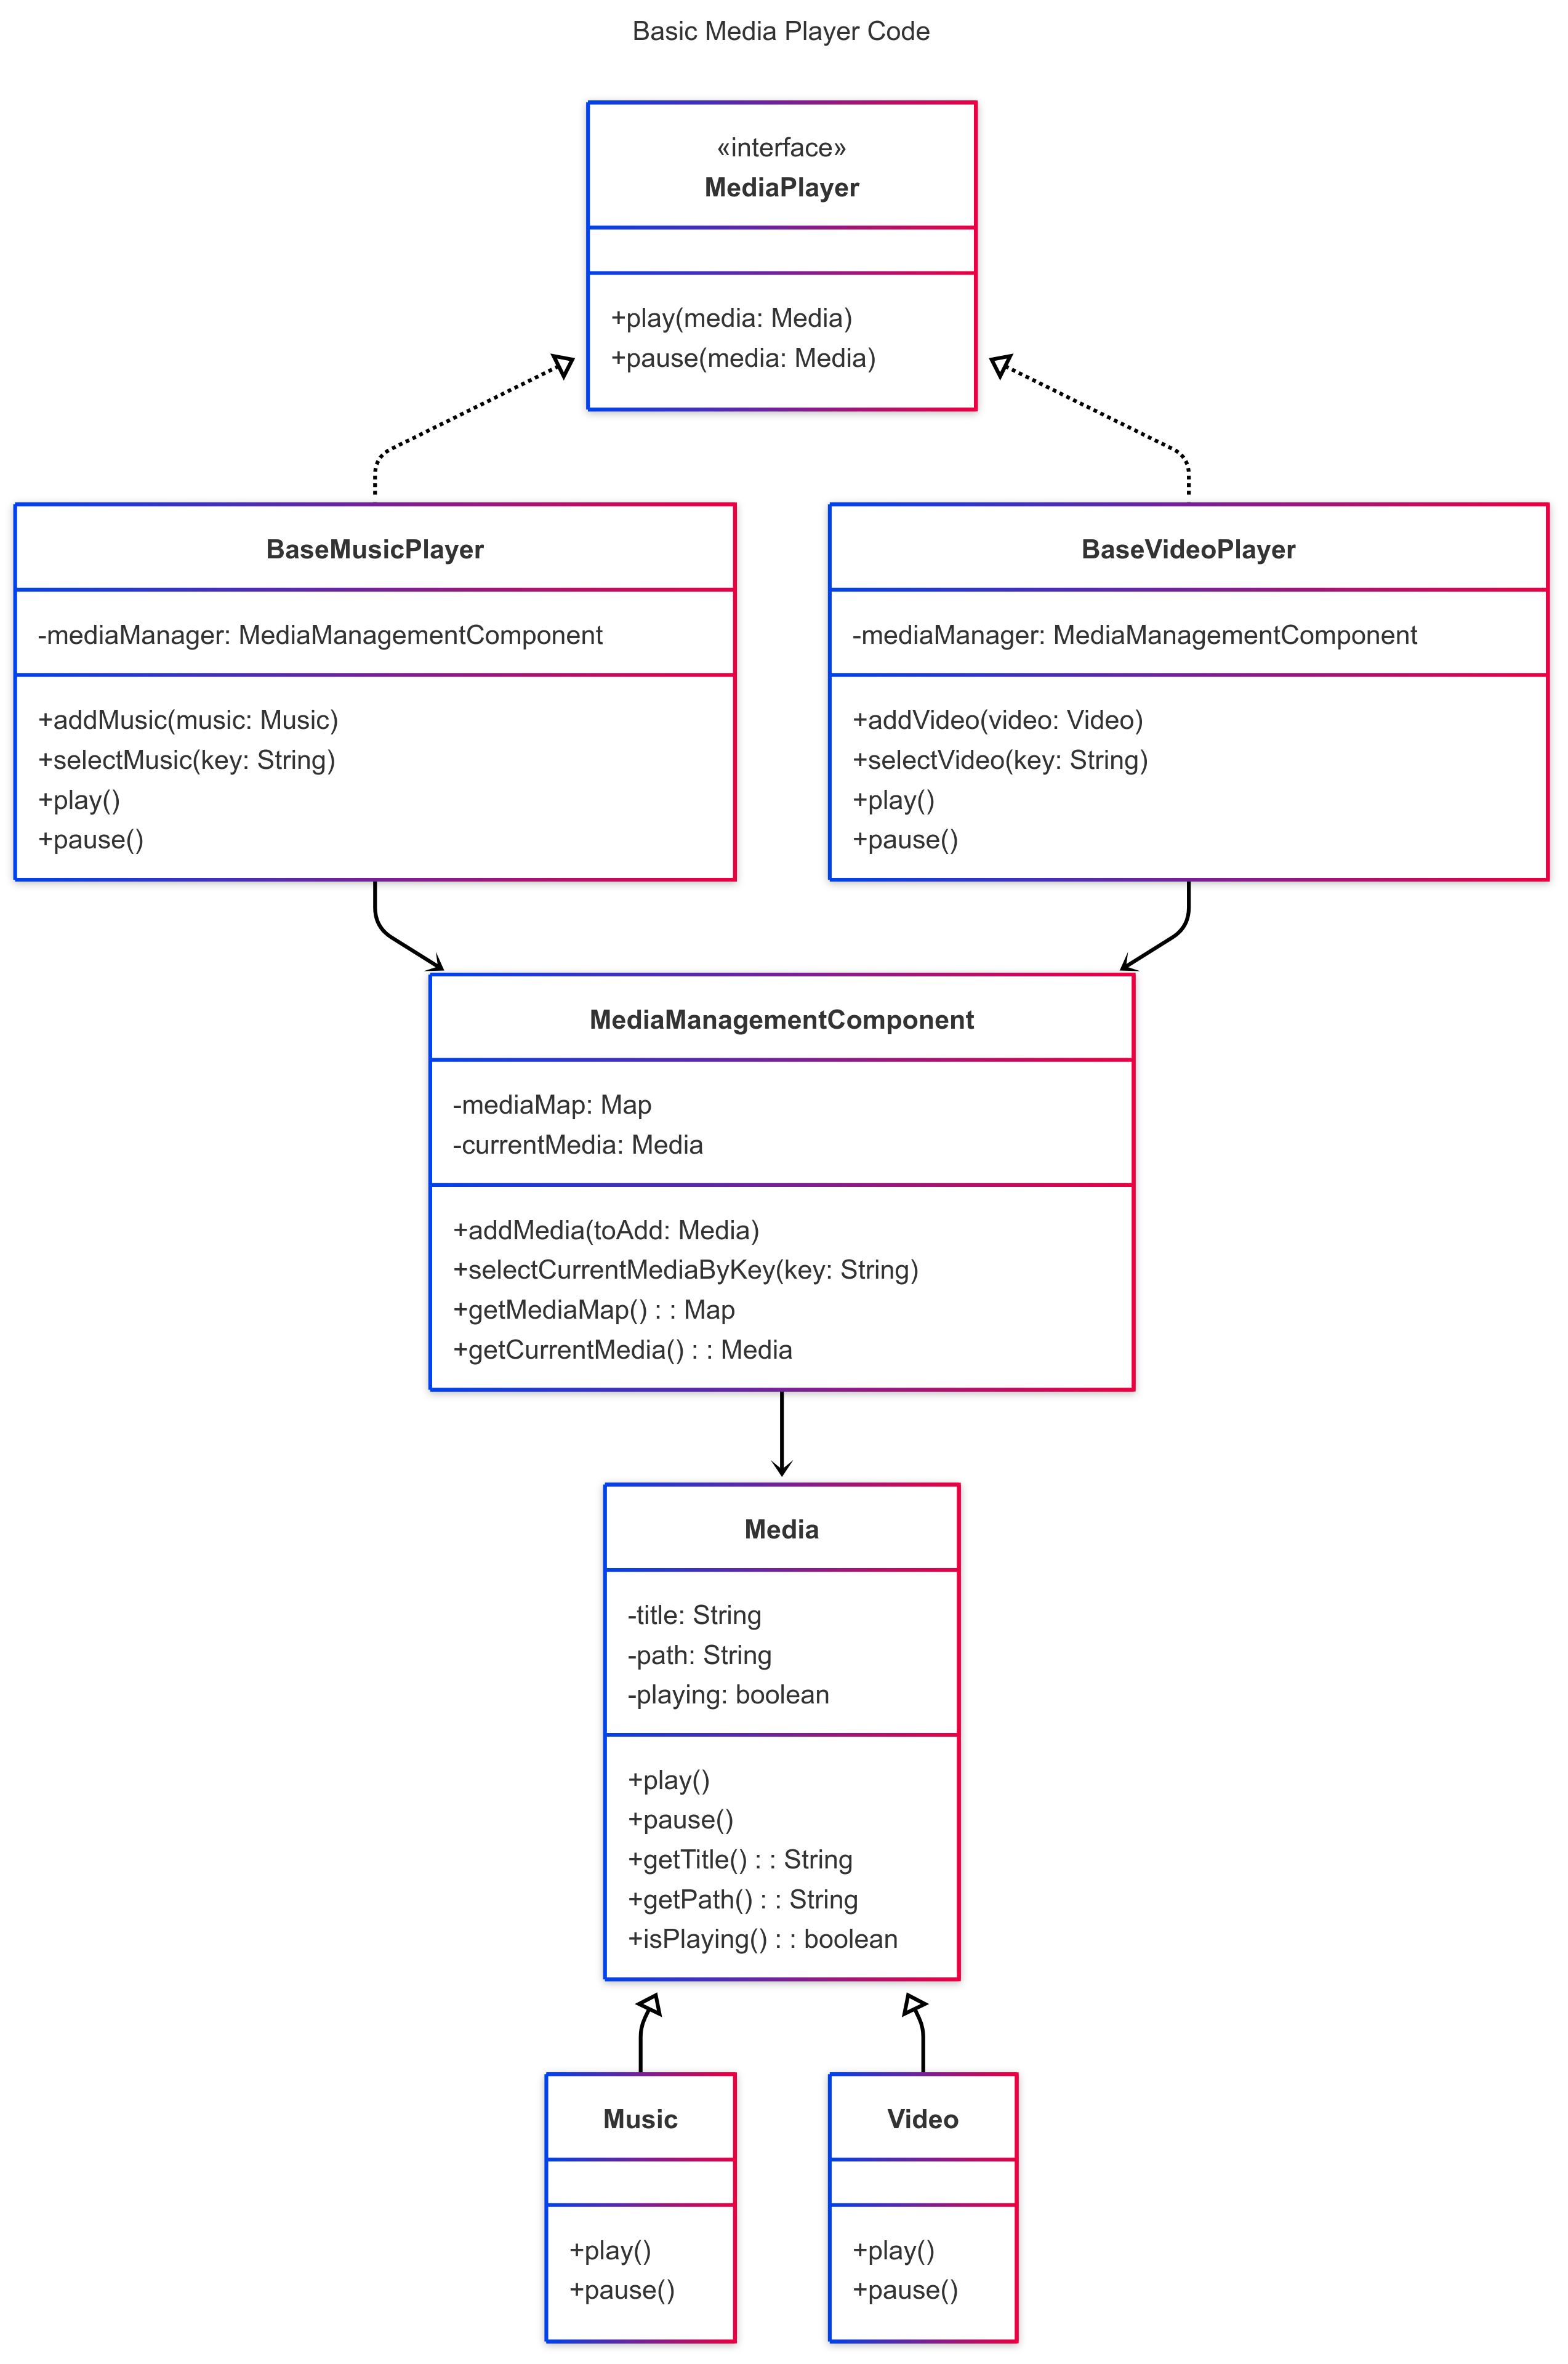 Basic Media Player Code
«interface»
MediaPlayer
+play(media: Media)
+pause(media: Media)
BaseMusicPlayer
-mediaManager: MediaManagementComponent
+addMusic(music: Music)
+selectMusic(key: String)
+play()
+pause()
BaseVideoPlayer
-mediaManager: MediaManagementComponent
+addVideo(video: Video)
+selectVideo(key: String)
+play()
+pause()
MediaManagementComponent
-mediaMap: Map
-currentMedia: Media
+addMedia(toAdd: Media)
+selectCurrentMediaByKey(key: String)
+getMediaMap() : : Map
+getCurrentMedia() : : Media
Media
-title: String
-path: String
-playing: boolean
+play()
+pause()
+getTitle() : : String
+getPath() : : String
+isPlaying() : : boolean
Music
+play()
+pause()
Video
+play()
+pause()